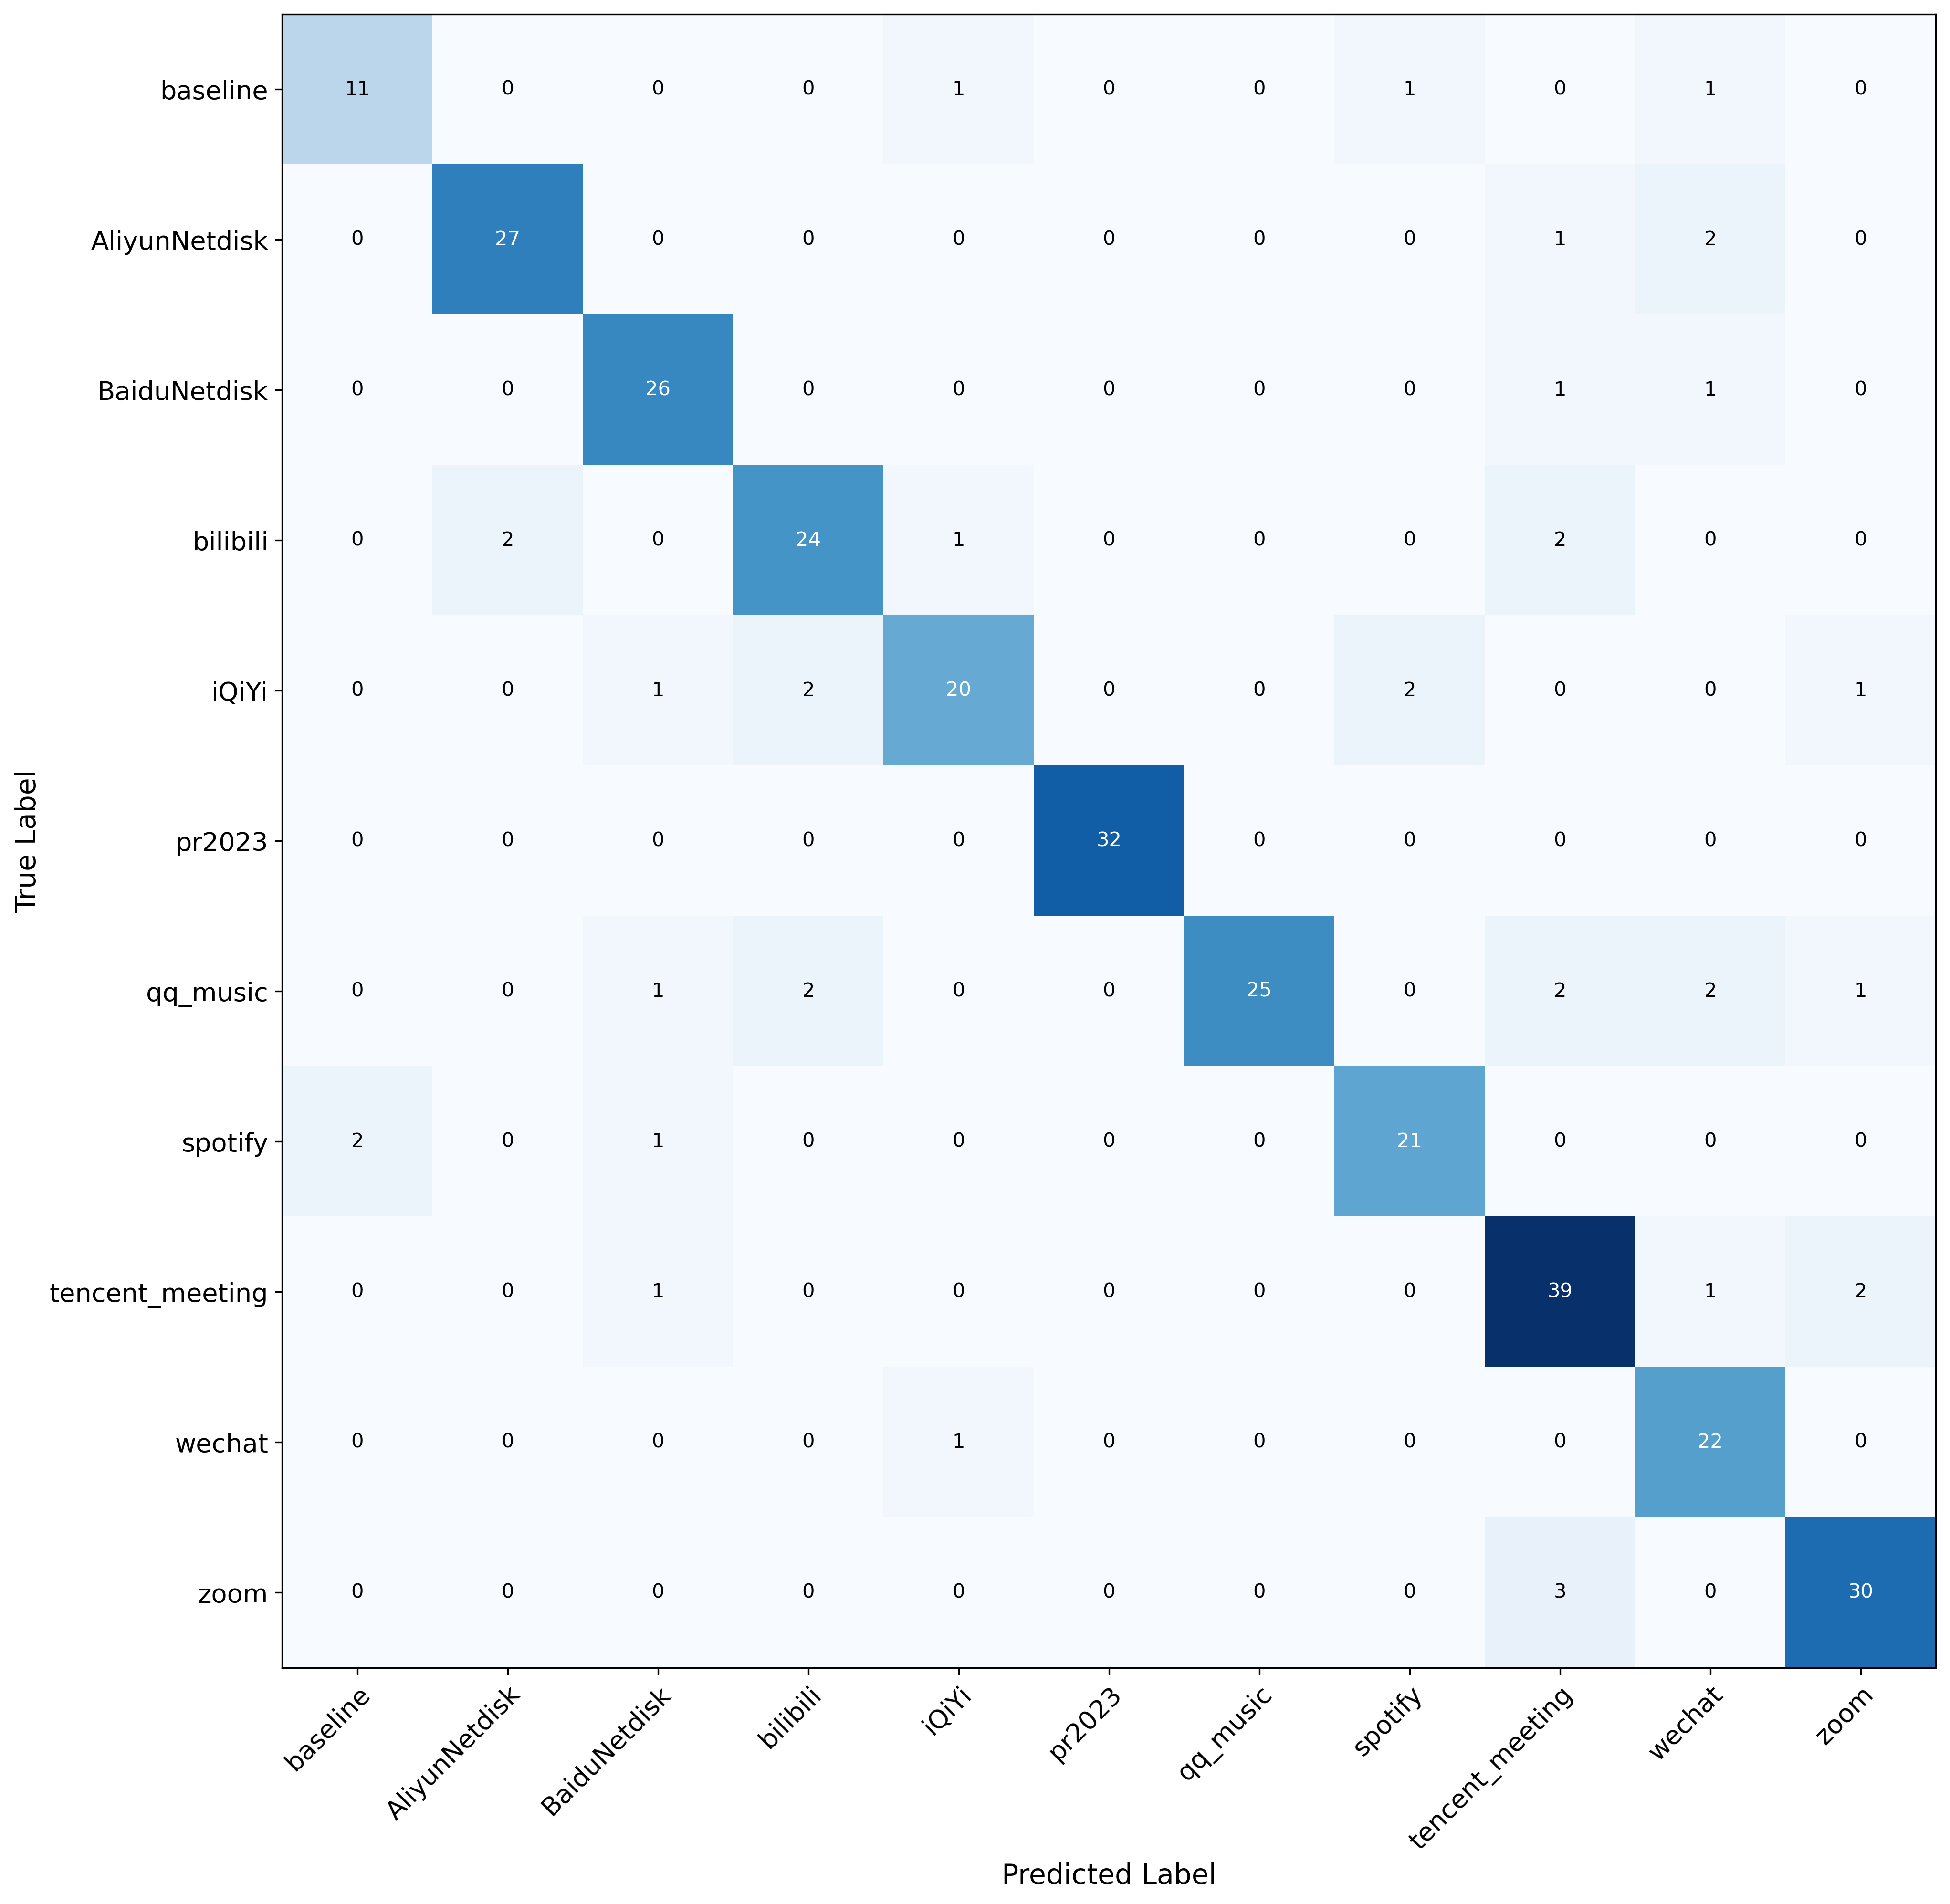 True Label
baseline 11 0 0 0 1 0 0 1 0 1 0
AliyunNetdisk 0 27 0 0 0 0 0 0 1 2 0
BaiduNetdisk 0 0 26 0 0 0 0 0 1 1 0
bilibili 0 2 0 24 1 0 0 0 2 0 0
iQiYi 0 0 1 2 20 0 0 2 0 0 1
pr2023 0 0 0 0 0 32 0 0 0 0 0
qq_music 0 0 1 2 0 0 25 0 2 2 1
spotify 2 0 1 0 0 0 0 21 0 0 0
tencent_meeting 0 0 1 0 0 0 0 0 39 1 2
wechat 0 0 0 0 1 0 0 0 0 22 0
zoom 0 0 0 0 0 0 0 0 3 0 30
baseline AliyunNetdisk BaiduNetdisk bilibili iQiYi pr2023 qq_music spotify tencent_meeting wechat zoom
Predicted Label